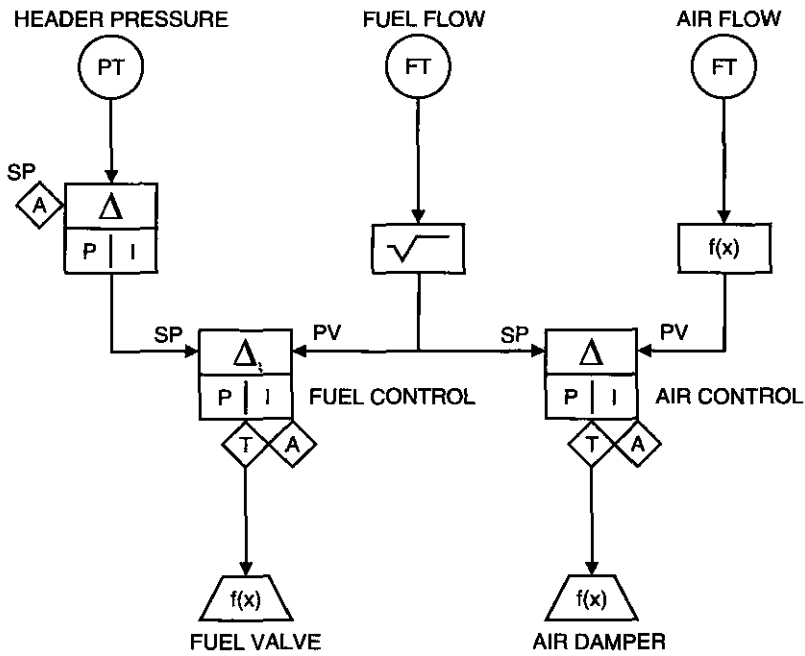 HEADER PRESSURE FUEL FLOW AIR FLOW
PT FT FT
SP
A Δ
P I √ f(x)
SP Δ PV SP Δ PV
P I FUEL CONTROL P I AIR CONTROL
T A T A
f(x) f(x)
FUEL VALVE AIR DAMPER